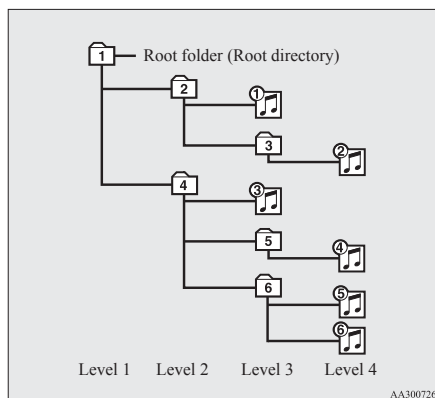 1 Root folder (Root directory)
2 ①
3 ②
4 ③
5 ④
6 ⑤
⑥
Level 1 Level 2 Level 3 Level 4
AA300726